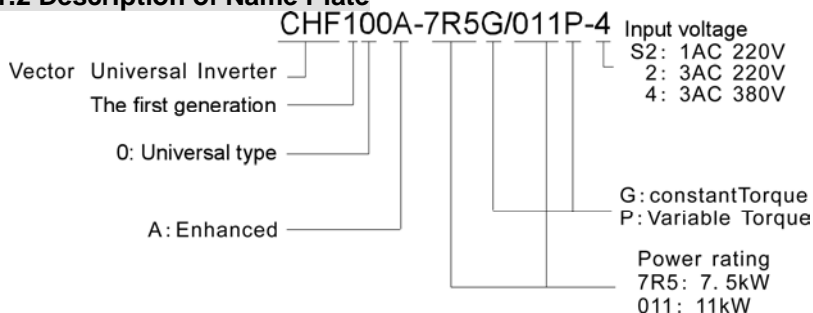 1.2 Description of Name Plate
CHF100A-7R5G/011P-4
Input voltage
S2: 1AC 220V
2: 3AC 220V
4: 3AC 380V
Vector Universal Inverter
The first generation
0: Universal type
A: Enhanced
G: constantTorque
P: Variable Torque
Power rating
7R5: 7. 5kW
011: 11kW